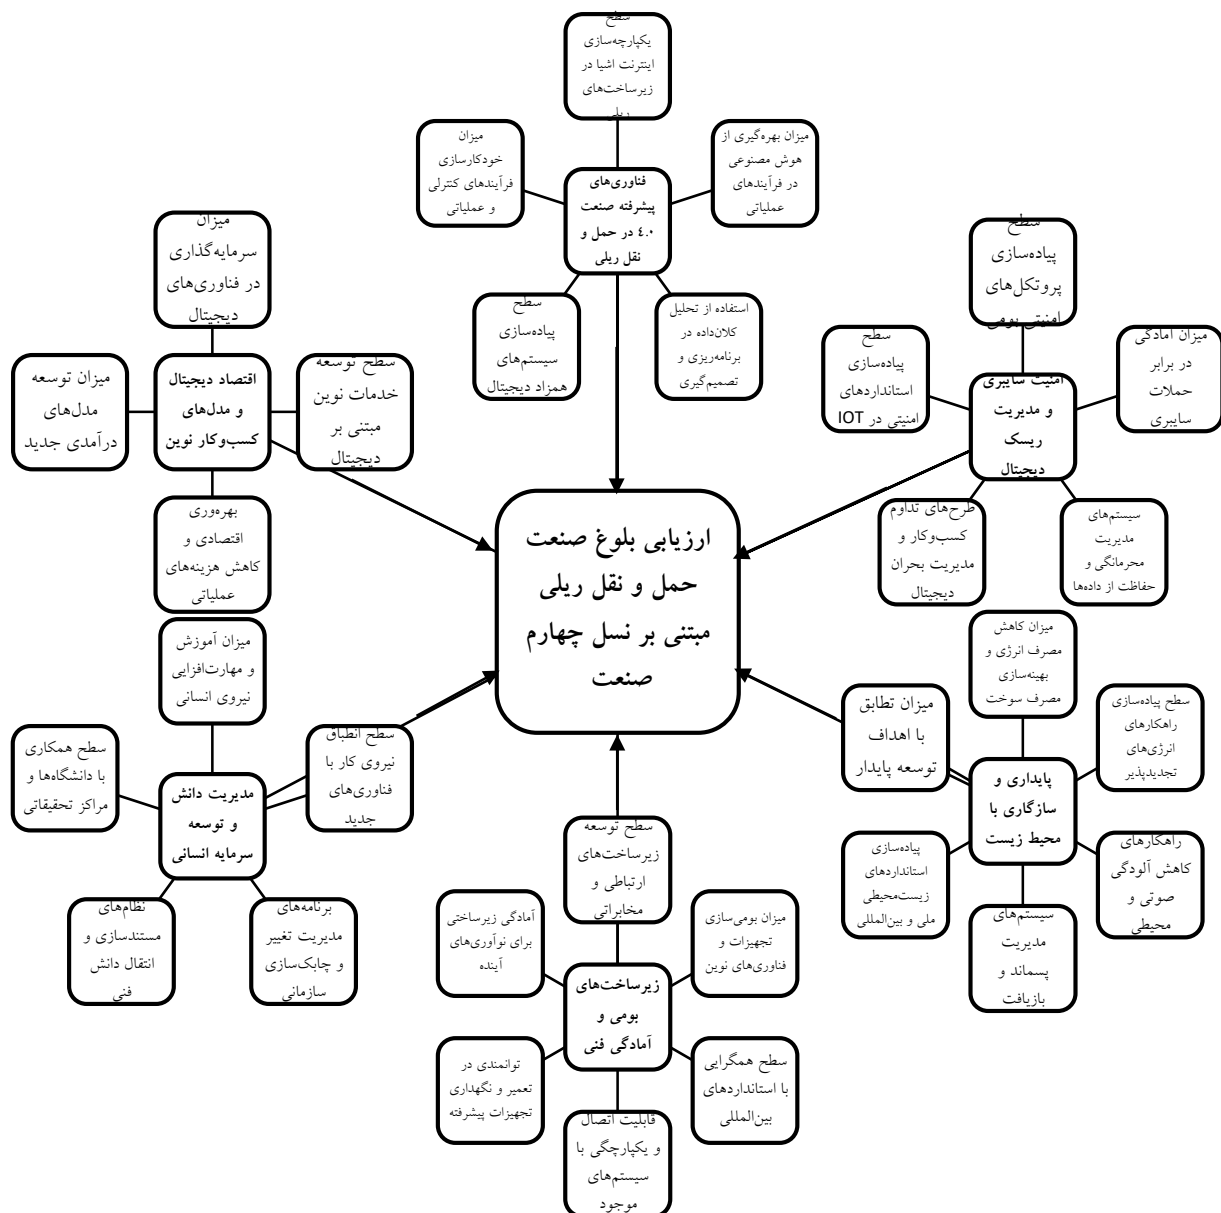 سطح
یکپارچه‌سازی
اینترنت اشیا در
زیرساخت‌های
ریلی
میزان
خودکارسازی
فرآیندهای کنترلی
و عملیاتی
میزان بهره‌گیری از
هوش مصنوعی
در فرآیندهای
عملیاتی
فناوری‌های
پیشرفته صنعت
۴.۰ در حمل و
نقل ریلی
سطح
پیاده‌سازی
سیستم‌های
همزاد دیجیتال
استفاده از تحلیل
کلان‌داده در
برنامه‌ریزی و
تصمیم‌گیری
سطح
پیاده‌سازی
پروتکل‌های
امنیتی بومی
سطح
پیاده‌سازی
استانداردهای
امنیتی در IOT
میزان آمادگی
در برابر
حملات
سایبری
امنیت سایبری
و مدیریت
ریسک
دیجیتال
طرح‌های تداوم
کسب‌وکار و
مدیریت بحران
دیجیتال
سیستم‌های
مدیریت
محرمانگی و
حفاظت از داده‌ها
میزان
سرمایه‌گذاری
در فناوری‌های
دیجیتال
میزان توسعه
مدل‌های
درآمدی جدید
اقتصاد دیجیتال
و مدل‌های
کسب‌وکار نوین
سطح توسعه
خدمات نوین
مبتنی بر
دیجیتال
بهره‌وری
اقتصادی و
کاهش هزینه‌های
عملیاتی
ارزیابی بلوغ صنعت
حمل و نقل ریلی
مبتنی بر نسل چهارم
صنعت
میزان آموزش
و مهارت‌افزایی
نیروی انسانی
سطح همکاری
با دانشگاه‌ها و
مراکز تحقیقاتی
مدیریت دانش
و توسعه
سرمایه انسانی
سطح انطباق
نیروی کار با
فناوری‌های
جدید
نظام‌های
مستندسازی و
انتقال دانش
فنی
برنامه‌های
مدیریت تغییر
و چابک‌سازی
سازمانی
میزان کاهش
مصرف انرژی و
بهینه‌سازی
مصرف سوخت
میزان تطابق
با اهداف
توسعه پایدار
سطح پیاده‌سازی
راهکارهای
انرژی‌های
تجدیدپذیر
پایداری و
سازگاری با
محیط زیست
پیاده‌سازی
استانداردهای
زیست‌محیطی
ملی و بین‌المللی
راهکارهای
کاهش آلودگی
صوتی و
محیطی
سیستم‌های
مدیریت
پسماند و
بازیافت
سطح توسعه
زیرساخت‌های
ارتباطی و
مخابراتی
آمادگی زیرساختی
برای نوآوری‌های
آینده
میزان بومی‌سازی
تجهیزات و
فناوری‌های نوین
زیرساخت‌های
بومی و
آمادگی فنی
توانمندی در
تعمیر و نگهداری
تجهیزات پیشرفته
سطح همگرایی
با استانداردهای
بین‌المللی
قابلیت اتصال
و یکپارچگی با
سیستم‌های
موجود